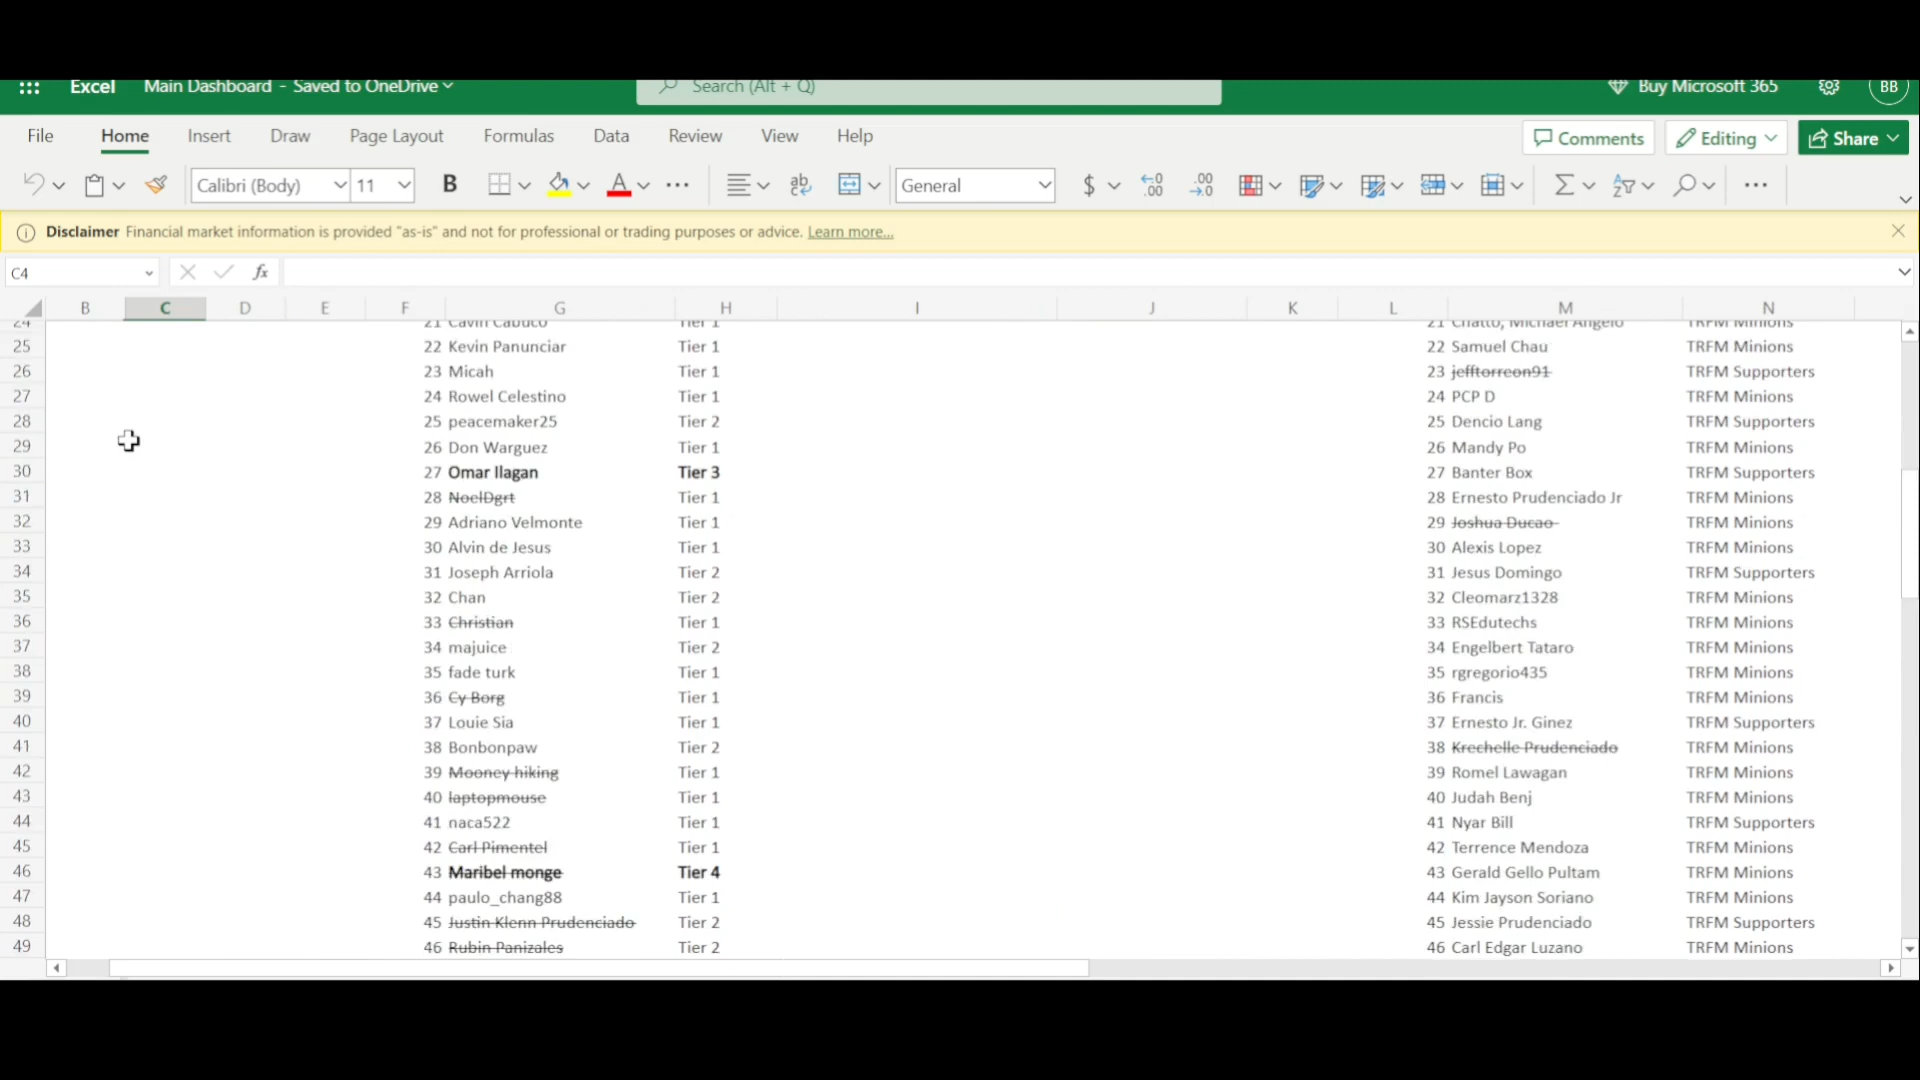 Excel Main Dashboard - Saved to OneDrive Search (Alt + Q) Buy Microsoft 365 BB
File Home Insert Draw Page Layout Formulas Data Review View Help Comments Editing Share
Calibri (Body) 11 B A ab General $ .00 .00
Disclaimer Financial market information is provided "as-is" and not for professional or trading purposes or advice. Learn more...
C4 fx
B C D E F G H I J K L M N
24 21 Cavin Cabuco Tier 1 21 Chatto, Michael Angelo TRFM Minions
25 22 Kevin Panunciar Tier 1 22 Samuel Chau TRFM Minions
26 23 Micah Tier 1 23 jefftorreon91 TRFM Supporters
27 24 Rowel Celestino Tier 1 24 PCP D TRFM Minions
28 25 peacemaker25 Tier 2 25 Dencio Lang TRFM Supporters
29 26 Don Warguez Tier 1 26 Mandy Po TRFM Minions
30 27 Omar Ilagan Tier 3 27 Banter Box TRFM Supporters
31 28 NoelDgrt Tier 1 28 Ernesto Prudenciado Jr TRFM Minions
32 29 Adriano Velmonte Tier 1 29 Joshua Ducao TRFM Minions
33 30 Alvin de Jesus Tier 1 30 Alexis Lopez TRFM Minions
34 31 Joseph Arriola Tier 2 31 Jesus Domingo TRFM Supporters
35 32 Chan Tier 2 32 Cleomarz1328 TRFM Minions
36 33 Christian Tier 1 33 RSEdutechs TRFM Minions
37 34 majuice Tier 2 34 Engelbert Tataro TRFM Minions
38 35 fade turk Tier 1 35 rgregorio435 TRFM Minions
39 36 Cy Borg Tier 1 36 Francis TRFM Minions
40 37 Louie Sia Tier 1 37 Ernesto Jr. Ginez TRFM Supporters
41 38 Bonbonpaw Tier 2 38 Krechelle Prudenciado TRFM Minions
42 39 Mooney hiking Tier 1 39 Romel Lawagan TRFM Minions
43 40 laptopmouse Tier 1 40 Judah Benj TRFM Minions
44 41 naca522 Tier 1 41 Nyar Bill TRFM Supporters
45 42 Carl Pimentel Tier 1 42 Terrence Mendoza TRFM Minions
46 43 Maribel monge Tier 4 43 Gerald Gello Pultam TRFM Minions
47 44 paulo_chang88 Tier 1 44 Kim Jayson Soriano TRFM Minions
48 45 Justin Klenn Prudenciado Tier 2 45 Jessie Prudenciado TRFM Supporters
49 46 Rubin Panizales Tier 2 46 Carl Edgar Luzano TRFM Minions